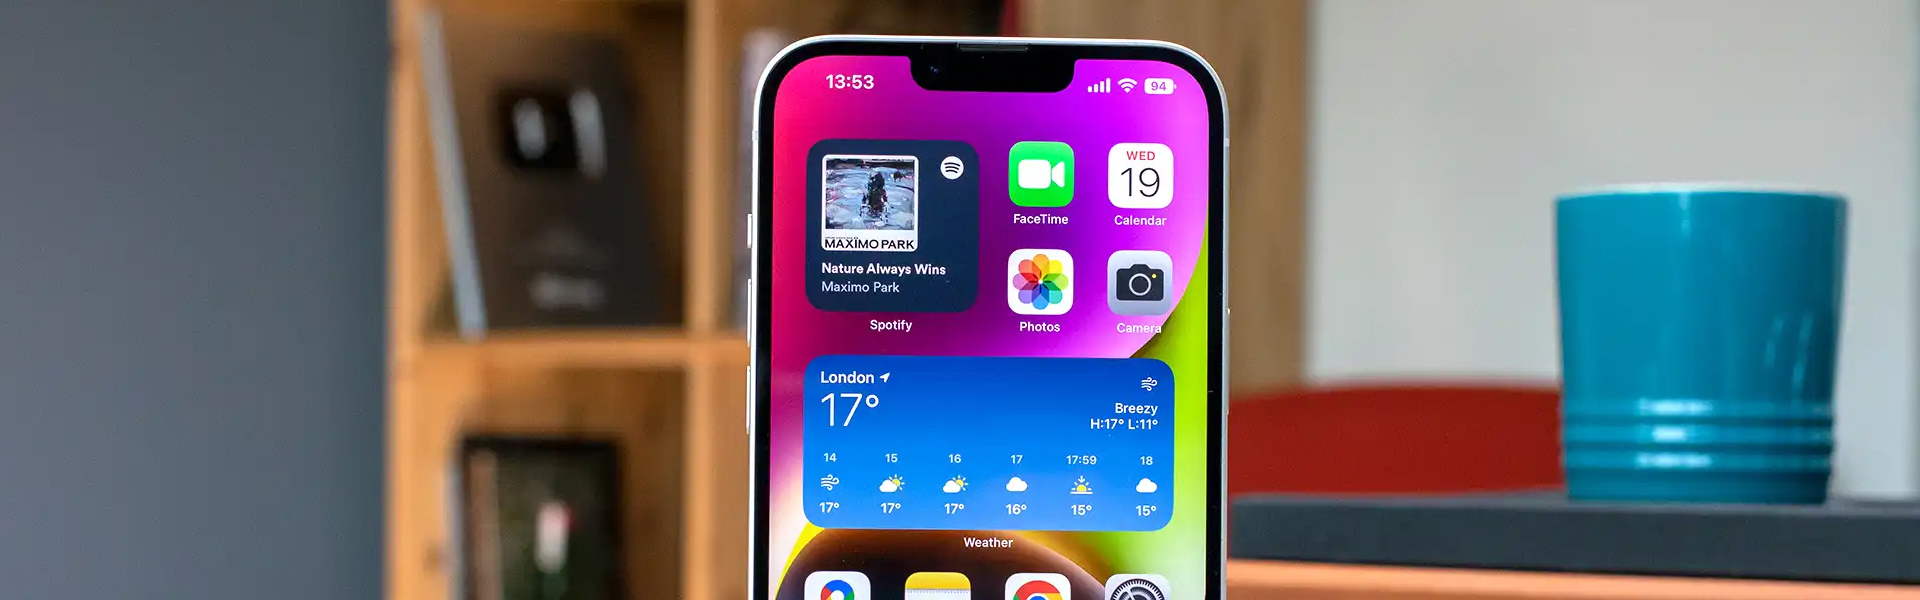 13:53
94
MAXÏMO PARK
Nature Always Wins
Maximo Park
Spotify
FaceTime
WED
19
Calendar
Photos
Camera
London
17°
Breezy
H:17° L:11°
14 15 16 17 17:59 18
17° 17° 17° 16° 15° 15°
Weather